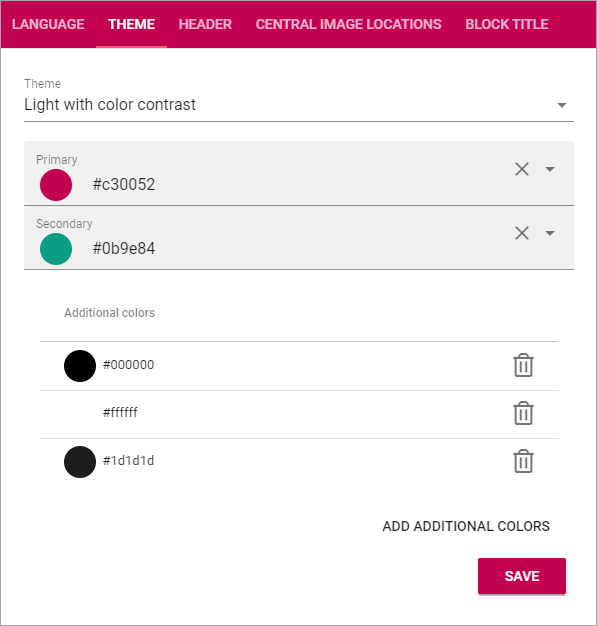 LANGUAGE THEME HEADER CENTRAL IMAGE LOCATIONS BLOCK TITLE
Theme
Light with color contrast
Primary
#c30052
Secondary
#0b9e84
Additional colors
#000000
#ffffff
#1d1d1d
ADD ADDITIONAL COLORS
SAVE